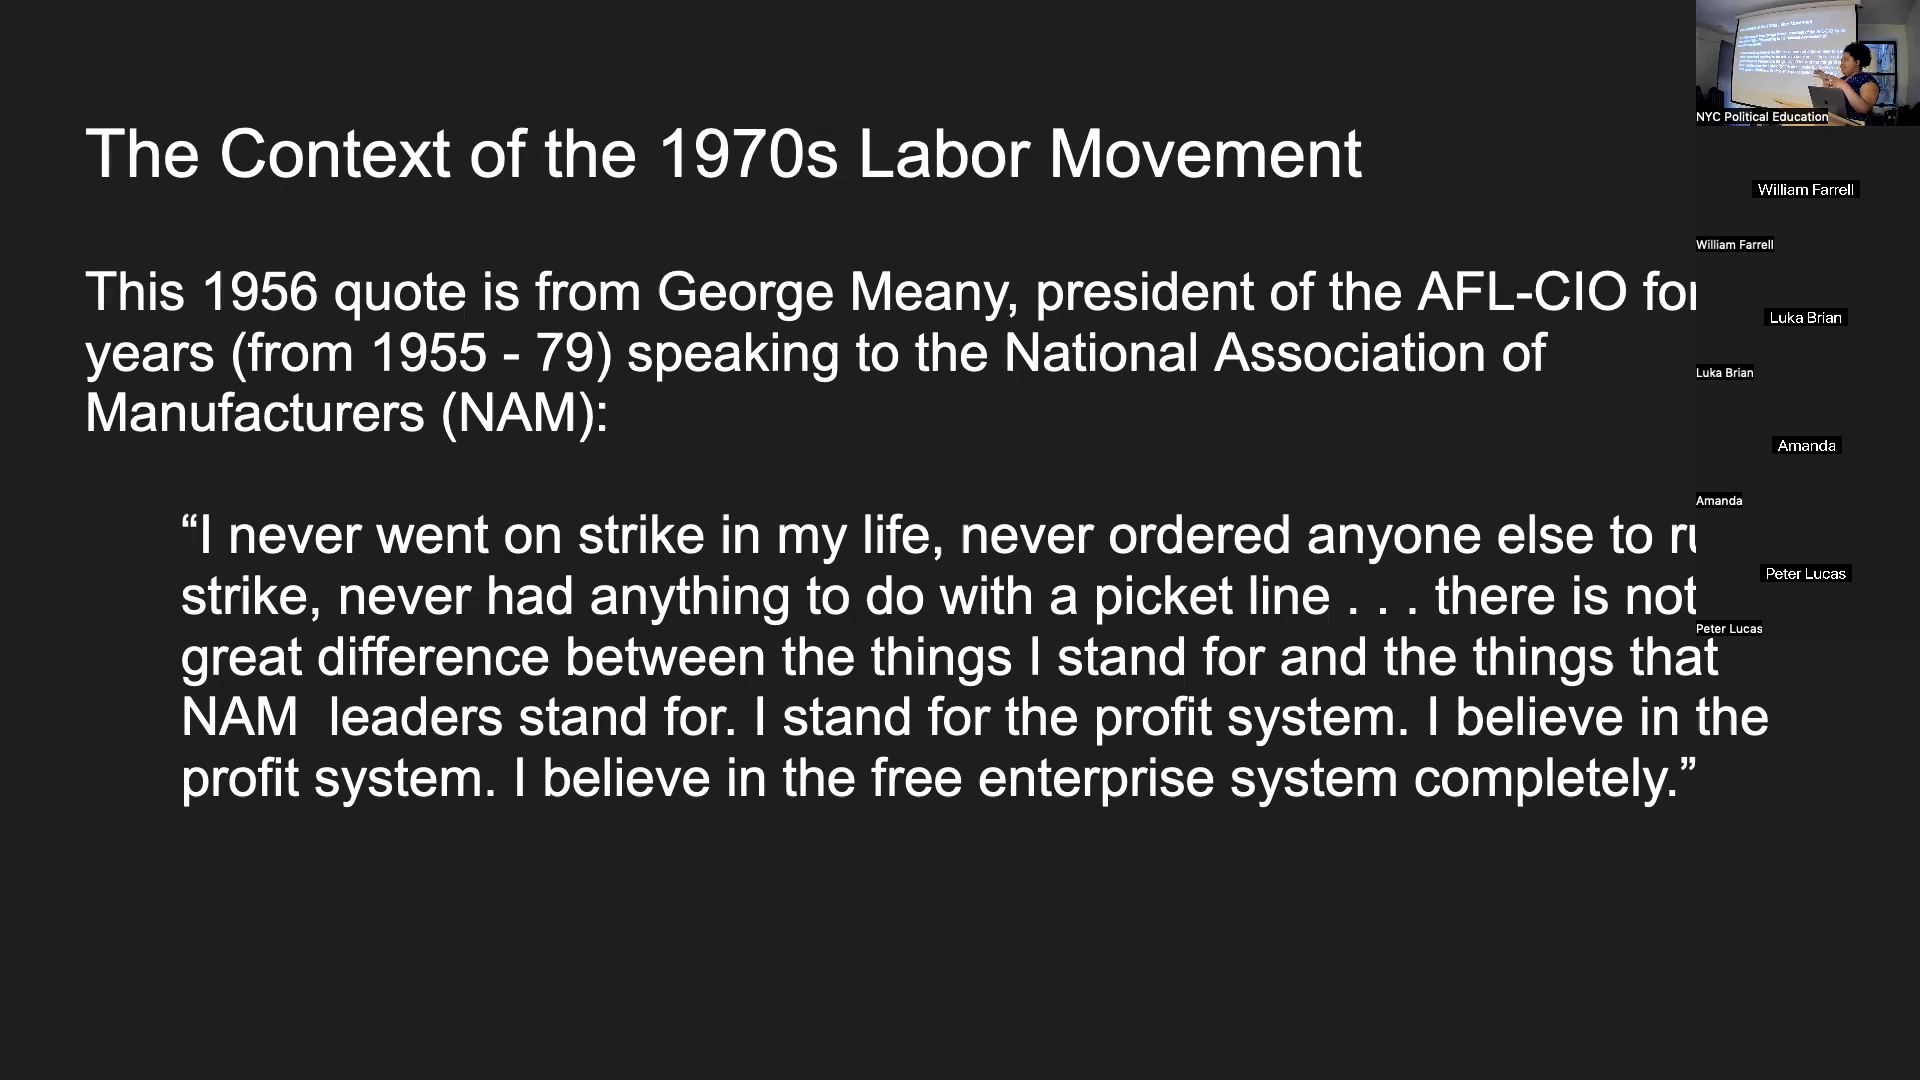 The Context of the 1970s Labor Movement
This 1956 quote is from George Meany, president of the AFL-CIO for
years (from 1955 - 79) speaking to the National Association of
Manufacturers (NAM):
“I never went on strike in my life, never ordered anyone else to
strike, never had anything to do with a picket line . . . there is not
great difference between the things I stand for and the things that
NAM leaders stand for. I stand for the profit system. I believe in the
profit system. I believe in the free enterprise system completely.”
NYC Political Education
William Farrell
William Farrell
Luka Brian
Luka Brian
Amanda
Amanda
Peter Lucas
Peter Lucas